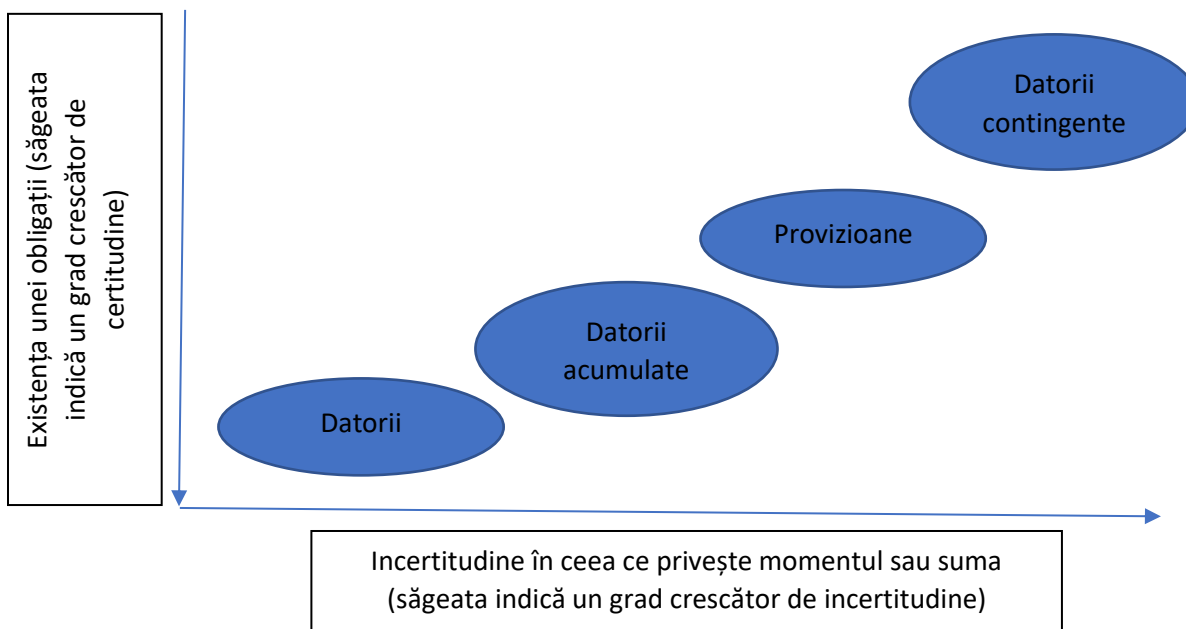 Existența unei obligații (săgeata
indică un grad crescător de
certitudine)
Datorii
contingente
Provizioane
Datorii
acumulate
Datorii
Incertitudine în ceea ce privește momentul sau suma
(săgeata indică un grad crescător de incertitudine)